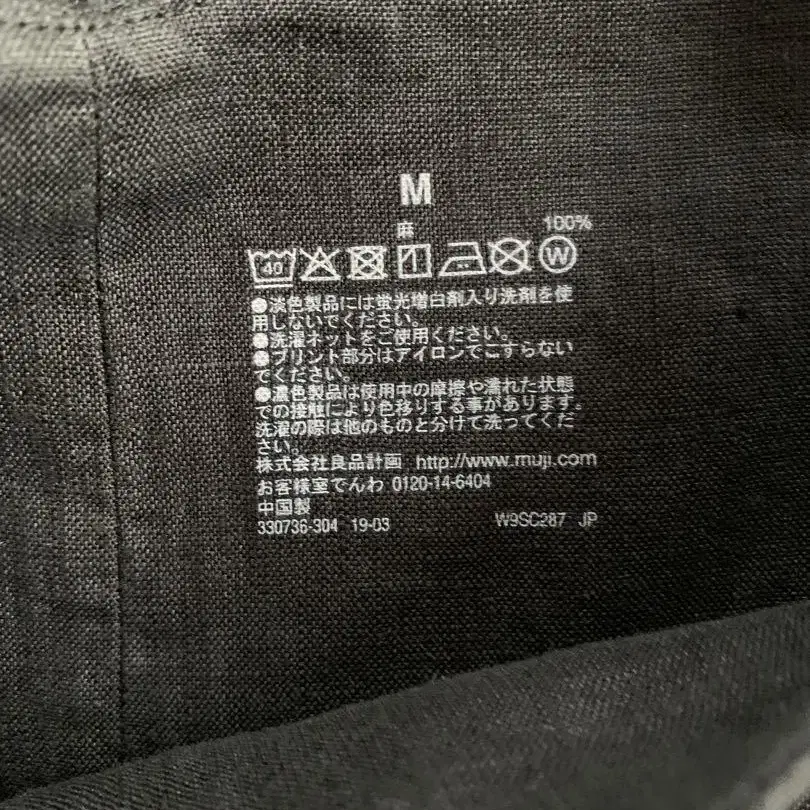 M
麻 100%
40
W
●淡色製品には蛍光増白剤入り洗剤を使
用しないでください。
●洗濯ネットをご使用ください。
●プリント部分はアイロンでこすらない
でください。
●濃色製品は使用中の摩擦や濡れた状態
での接触により色移りする事があります。
洗濯の際は他のものと分けて洗ってくだ
さい。
株式会社良品計画 http://www.muji.com
お客様室でんわ 0120-14-6404
中国製
330736-304 19-03 W9SC287 JP